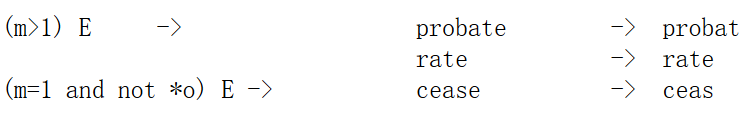 (m>1) E -> probate -> probat
rate -> rate
(m=1 and not *o) E -> cease -> ceas